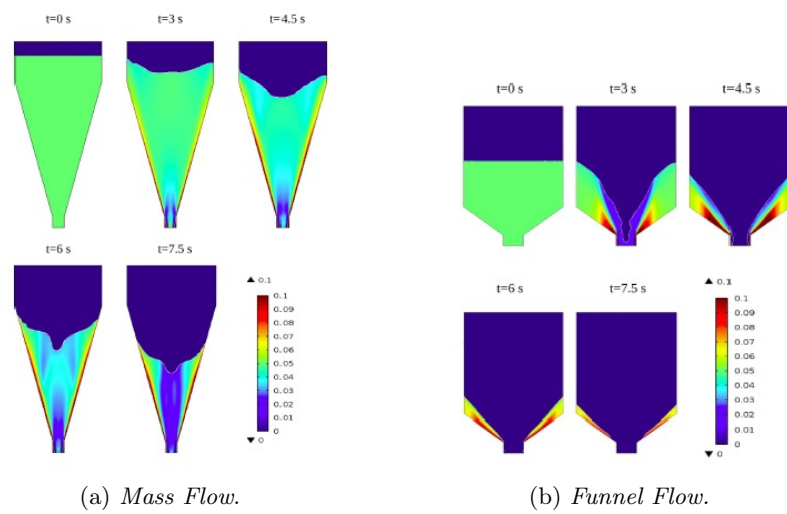 t=0 s
t=3 s
t=4.5 s
t=6 s
t=7.5 s
▲ 0.1
0.1
0.09
0.08
0.07
0.06
0.05
0.04
0.03
0.02
0.01
0
▼ 0
(a) Mass Flow.
t=0 s
t=3 s
t=4.5 s
t=6 s
t=7.5 s
▲ 0.1
0.1
0.09
0.08
0.07
0.06
0.05
0.04
0.03
0.02
0.01
0
▼ 0
(b) Funnel Flow.